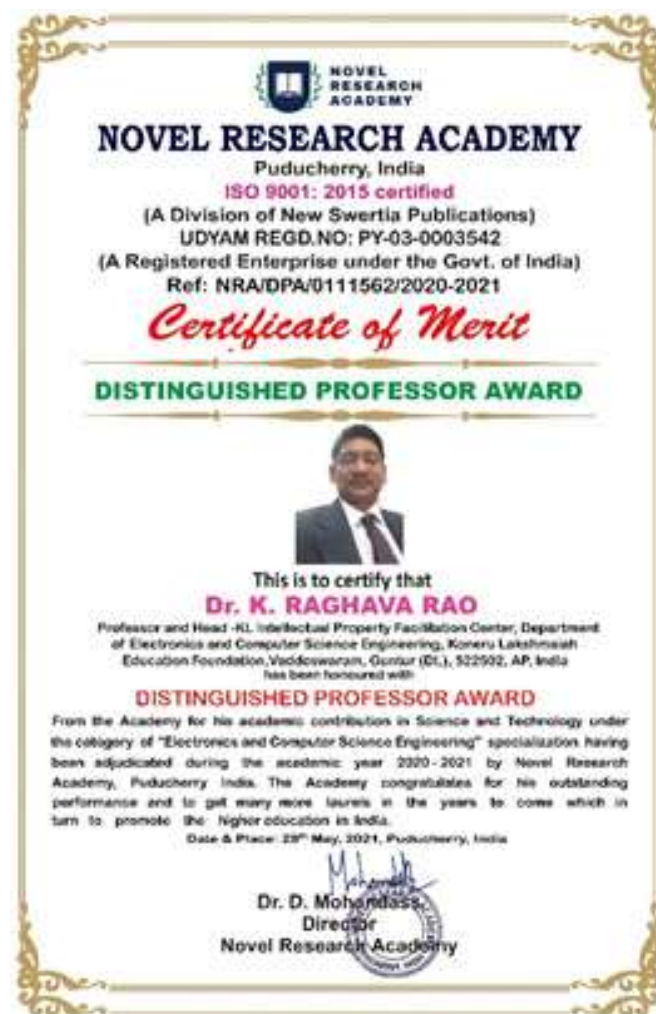 NOVEL
RESEARCH
ACADEMY
NOVEL RESEARCH ACADEMY
Puducherry, India
ISO 9001: 2015 certified
(A Division of New Swertia Publications)
UDYAM REGD.NO: PY-03-0003542
(A Registered Enterprise under the Govt. of India)
Ref: NRA/DPA/0111562/2020-2021
Certificate of Merit
DISTINGUISHED PROFESSOR AWARD
This is to certify that
Dr. K. RAGHAVA RAO
Professor and Head -KL Intellectual Property Facilitation Center, Department
of Electronics and Computer Science Engineering, Koneru Lakshmaiah
Education Foundation, Vaddeswaram, Guntur (Dt.), 522502, AP, India
has been honoured with
DISTINGUISHED PROFESSOR AWARD
From the Academy for his academic contribution in Science and Technology under
the category of "Electronics and Computer Science Engineering" specialization having
been adjudicated during the academic year 2020-2021 by Novel Research
Academy, Puducherry India. The Academy congratulates for his outstanding
performance and to get many more laurels in the years to come which in
turn to promote the higher education in India.
Date & Place: 28th May, 2021, Puducherry, India
Dr. D. Mohandass
Director
Novel Research Academy